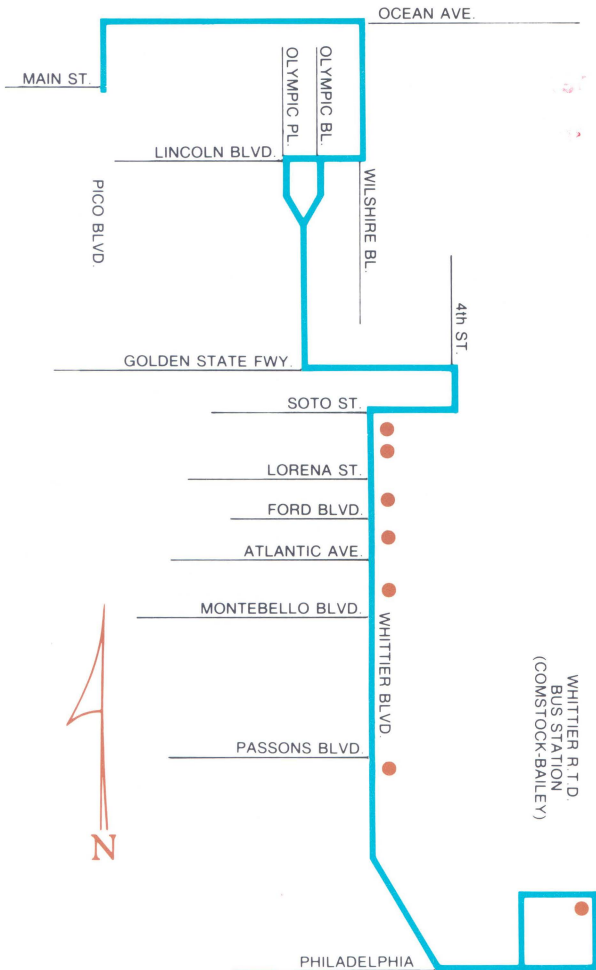 OCEAN AVE.
MAIN ST.
OLYMPIC PL.
OLYMPIC BL.
LINCOLN BLVD.
PICO BLVD.
WILSHIRE BL.
4th ST.
GOLDEN STATE FWY.
SOTO ST.
LORENA ST.
FORD BLVD.
ATLANTIC AVE.
MONTEBELLO BLVD.
WHITTIER BLVD.
WHITTIER R.T.D.
BUS STATION
(COMSTOCK-BAILEY)
PASSONS BLVD.
N
PHILADELPHIA